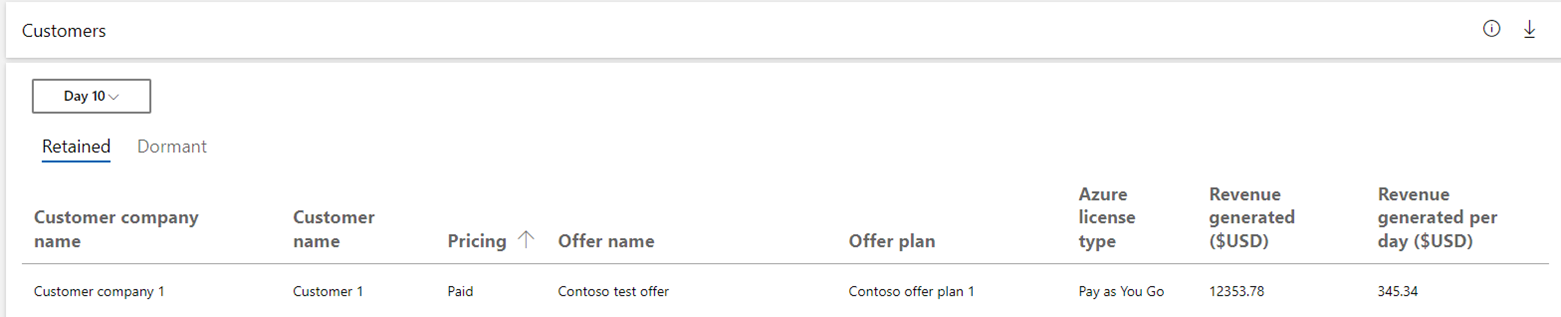 Customers
Day 10
Retained Dormant
Customer company name Customer name Pricing Offer name Offer plan Azure license type Revenue generated ($USD) Revenue generated per day ($USD)
Customer company 1 Customer 1 Paid Contoso test offer Contoso offer plan 1 Pay as You Go 12353.78 345.34